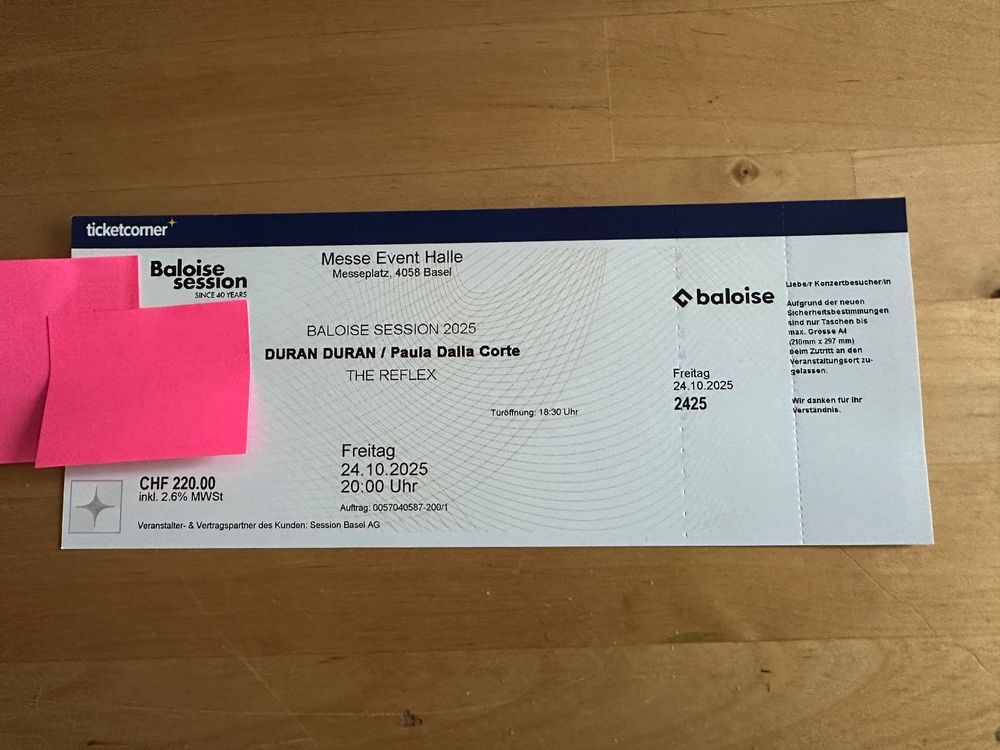 ticketcorner
Baloise
session
SINCE 40 YEARS
Messe Event Halle
Messeplatz, 4058 Basel
BALOISE SESSION 2025
DURAN DURAN / Paula Dalla Corte
THE REFLEX
Türöffnung: 18:30 Uhr
Freitag
24.10.2025
20:00 Uhr
Auftrag: 0057040587-200/1
CHF 220.00
inkl. 2.6% MWSt
Veranstalter- & Vertragspartner des Kunden: Session Basel AG
baloise
Freitag
24.10.2025
2425
Liebe/r Konzertbesucher/in
Aufgrund der neuen
Sicherheitsbestimmungen
sind nur Taschen bis
max. Grosse A4
(210mm x 297 mm)
beim Zutritt an den
Veranstaltungsort zu-
gelassen.
Wir danken für Ihr
Verständnis.